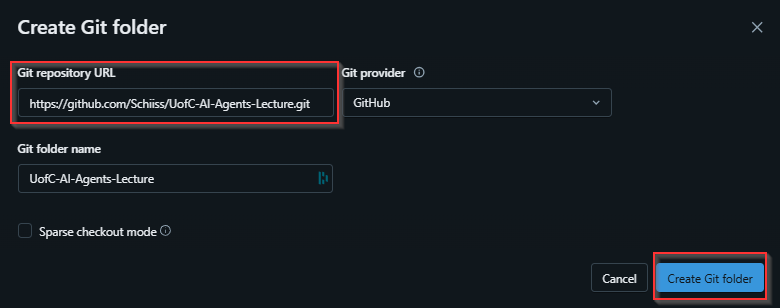 Create Git folder
Git repository URL
Git provider
https://github.com/Schiiss/UofC-AI-Agents-Lecture.git
GitHub
Git folder name
UofC-AI-Agents-Lecture
Sparse checkout mode
Cancel
Create Git folder